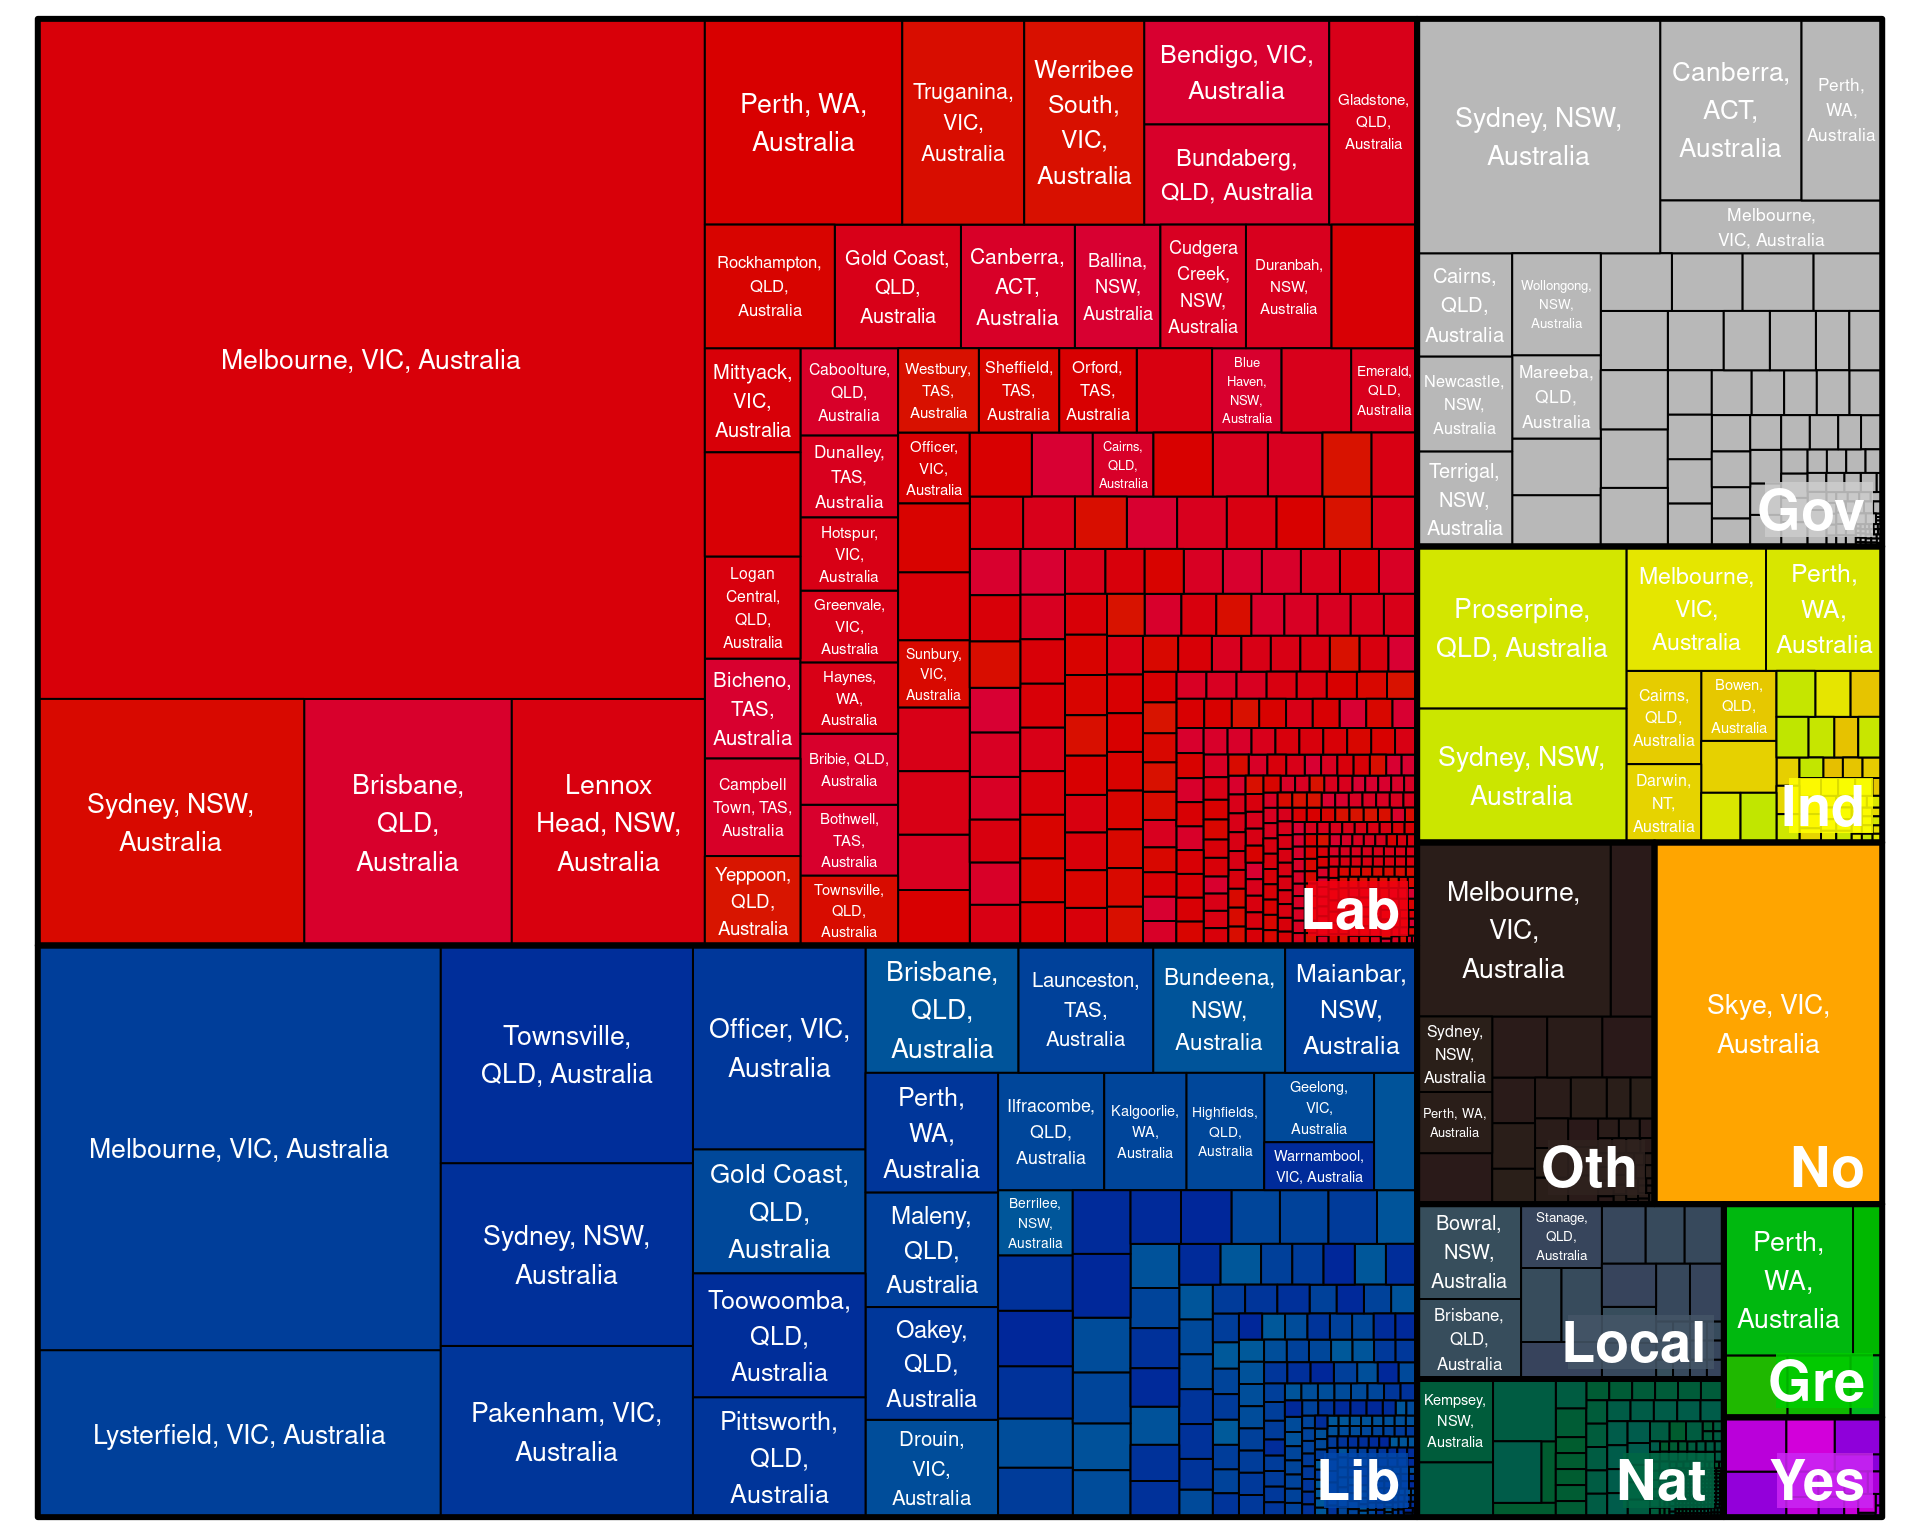 Melbourne, VIC, Australia
Sydney, NSW,
Australia
Brisbane,
QLD,
Australia
Lennox
Head, NSW,
Australia
Perth, WA,
Australia
Truganina,
VIC,
Australia
Werribee
South,
VIC,
Australia
Bendigo, VIC,
Australia
Bundaberg,
QLD, Australia
Gladstone,
QLD,
Australia
Rockhampton,
QLD,
Australia
Gold Coast,
QLD,
Australia
Canberra,
ACT,
Australia
Ballina,
NSW,
Australia
Cudgera
Creek,
NSW,
Australia
Duranbah,
NSW,
Australia
Mittyack,
VIC,
Australia
Logan
Central,
QLD,
Australia
Bicheno,
TAS,
Australia
Campbell
Town, TAS,
Australia
Yeppoon,
QLD,
Australia
Caboolture,
QLD,
Australia
Dunalley,
TAS,
Australia
Hotspur,
VIC,
Australia
Greenvale,
VIC,
Australia
Haynes,
WA,
Australia
Bribie, QLD,
Australia
Bothwell,
TAS,
Australia
Townsville,
QLD,
Australia
Westbury,
TAS,
Australia
Sheffield,
TAS,
Australia
Orford,
TAS,
Australia
Blue
Haven,
NSW,
Australia
Emerald,
QLD,
Australia
Officer,
VIC,
Australia
Cairns,
QLD,
Australia
Sunbury,
VIC,
Australia
Lab
Melbourne, VIC, Australia
Lysterfield, VIC, Australia
Townsville,
QLD, Australia
Sydney, NSW,
Australia
Pakenham, VIC,
Australia
Officer, VIC,
Australia
Gold Coast,
QLD,
Australia
Toowoomba,
QLD,
Australia
Pittsworth,
QLD,
Australia
Brisbane,
QLD,
Australia
Launceston,
TAS,
Australia
Bundeena,
NSW,
Australia
Maianbar,
NSW,
Australia
Perth,
WA,
Australia
Maleny,
QLD,
Australia
Oakey,
QLD,
Australia
Drouin,
VIC,
Australia
Ilfracombe,
QLD,
Australia
Kalgoorlie,
WA,
Australia
Highfields,
QLD,
Australia
Geelong,
VIC,
Australia
Warrnambool,
VIC, Australia
Berrilee,
NSW,
Australia
Lib
Sydney, NSW,
Australia
Canberra,
ACT,
Australia
Perth,
WA,
Australia
Melbourne,
VIC, Australia
Cairns,
QLD,
Australia
Newcastle,
NSW,
Australia
Terrigal,
NSW,
Australia
Wollongong,
NSW,
Australia
Mareeba,
QLD,
Australia
Gov
Proserpine,
QLD, Australia
Sydney, NSW,
Australia
Melbourne,
VIC,
Australia
Perth,
WA,
Australia
Cairns,
QLD,
Australia
Darwin,
NT,
Australia
Bowen,
QLD,
Australia
Ind
Melbourne,
VIC,
Australia
Sydney,
NSW,
Australia
Perth, WA,
Australia
Oth
Skye, VIC,
Australia
No
Bowral,
NSW,
Australia
Brisbane,
QLD,
Australia
Stanage,
QLD,
Australia
Local
Perth,
WA,
Australia
Gre
Kempsey,
NSW,
Australia
Nat
Yes